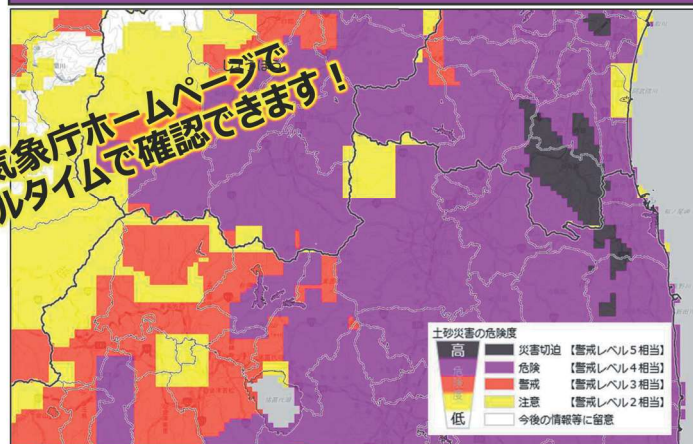 気象庁ホームページで
ルタイムで確認できます！
土砂災害の危険度
高
危険度
低
災害切迫 【警戒レベル5相当】
危険 【警戒レベル4相当】
警戒 【警戒レベル3相当】
注意 【警戒レベル2相当】
今後の情報等に留意